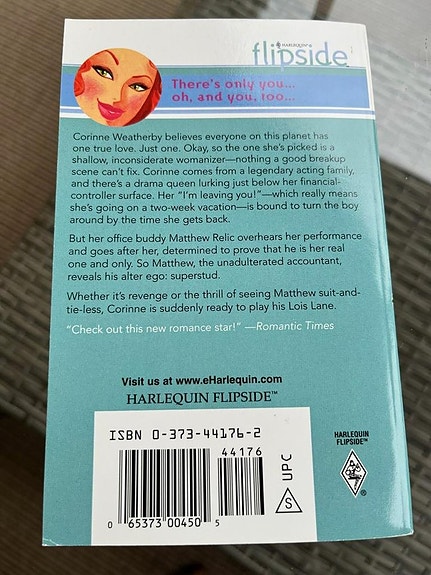 HARLEQUIN®
flipside
There's only you...
oh, and you, too...
Corinne Weatherby believes everyone on this planet has
one true love. Just one. Okay, so the one she's picked is a
shallow, inconsiderate womanizer—nothing a good breakup
scene can't fix. Corinne comes from a legendary acting family,
and there's a drama queen lurking just below her financial-
controller surface. Her "I'm leaving you!"—which really means
she's going on a two-week vacation—is bound to turn the boy
around by the time she gets back.
But her office buddy Matthew Relic overhears her performance
and goes after her, determined to prove that he is her real
one and only. So Matthew, the unadulterated accountant,
reveals his alter ego: superstud.
Whether it's revenge or the thrill of seeing Matthew suit-and-
tie-less, Corinne is suddenly ready to play his Lois Lane.
"Check out this new romance star!" —Romantic Times
Visit us at www.eHarlequin.com
HARLEQUIN FLIPSIDE™
ISBN 0-373-44176-2
44176
0 65373 00450 5
S UPC
HARLEQUIN
FLIPSIDE™
®